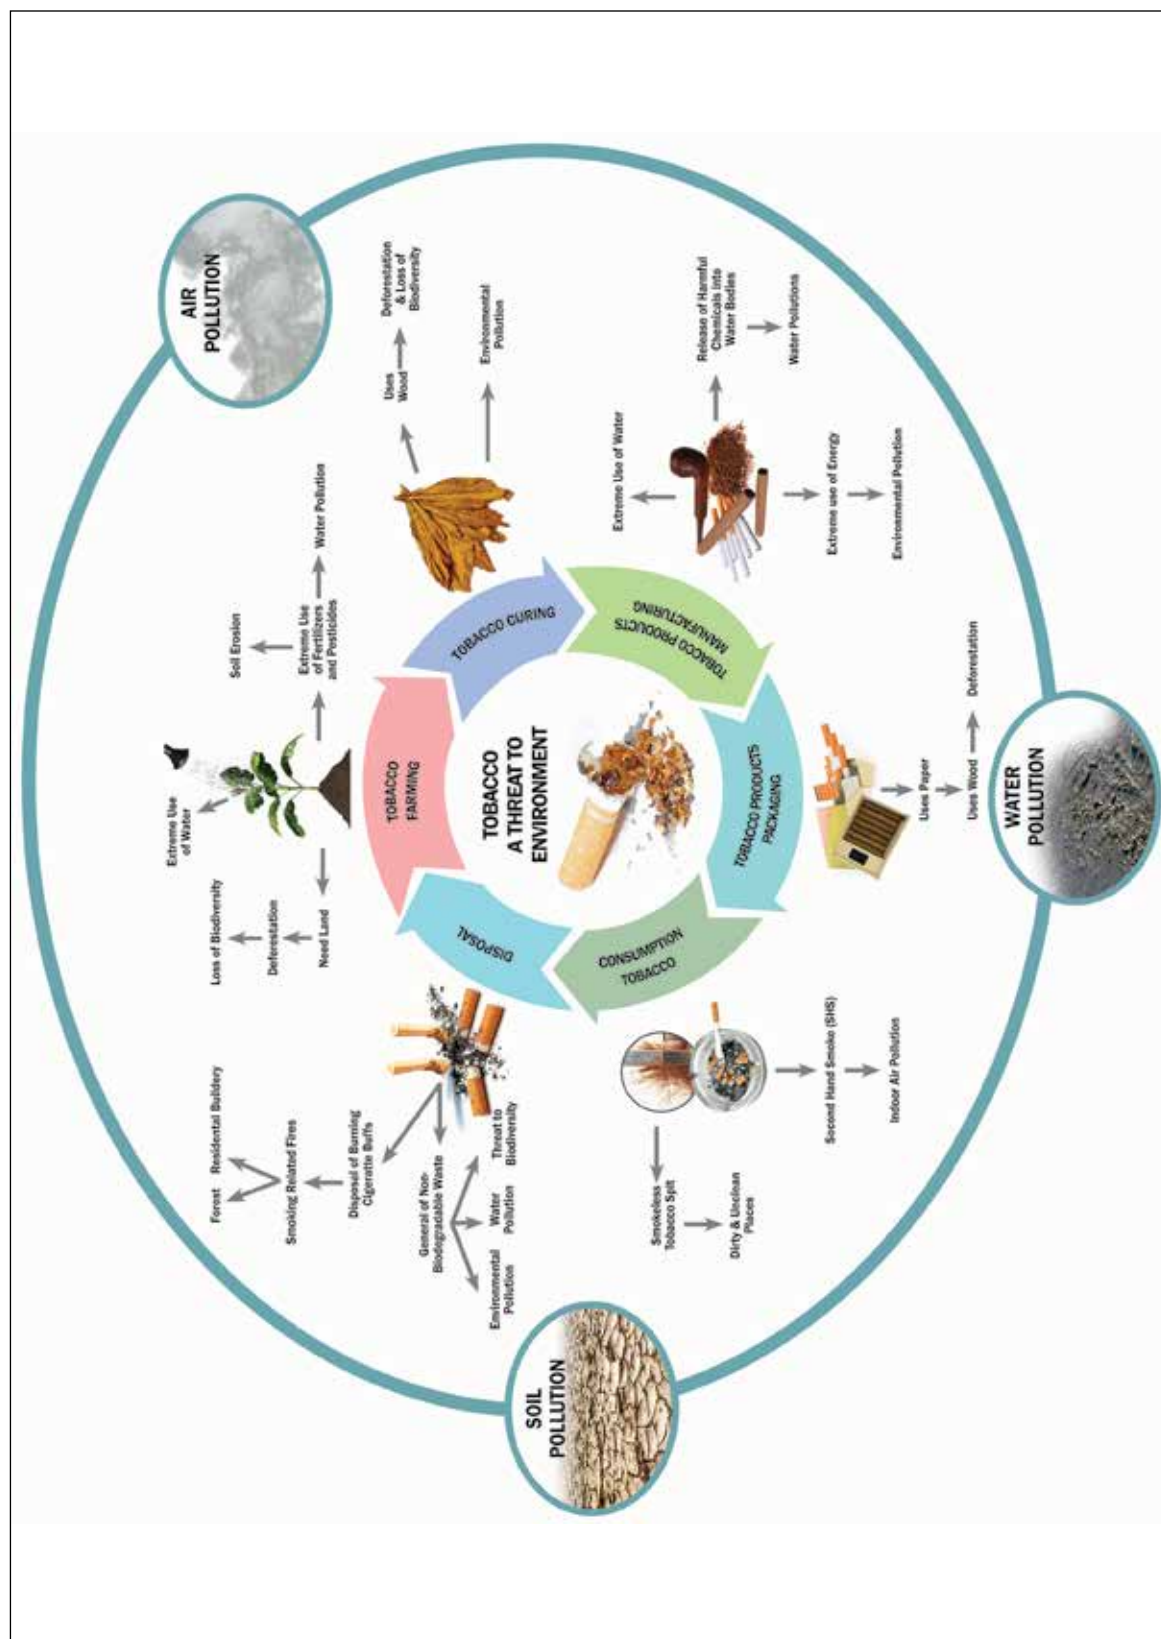 AIR
POLLUTION
TOBACCO
A THREAT TO
ENVIRONMENT
TOBACCO
FARMING
Extreme Use
of Water
Extreme Use
of Fertilizers
and Pesticides
Soil Erosion
Water Pollution
Need Land
Deforestation
Loss of Biodiversity
TOBACCO CURING
Uses
Wood
Deforestation
& Loss of
Biodiversity
Environmental
Pollution
TOBACCO PRODUCTS
MANUFACTURING
Extreme Use of Water
Release of Harmful
Chemicals Into
Water Bodies
Water Pollutions
Extreme use of Energy
Environmental Pollution
TOBACCO PRODUCTS
PACKAGING
Uses Paper
Uses Wood
Deforestation
WATER
POLLUTION
CONSUMPTION
TOBACCO
Second Hand Smoke (SHS)
Indoor Air Pollution
Smokeless
Tobacco Spit
Dirty & Unclean
Places
DISPOSAL
Disposal of Burning
Cigeratte Buffs
Smoking Related Fires
Forest
Residental Buildery
General of Non-
Biodegradable Waste
Environmental
Pollution
Water
Pollution
Threat to
Biodiversity
SOIL
POLLUTION